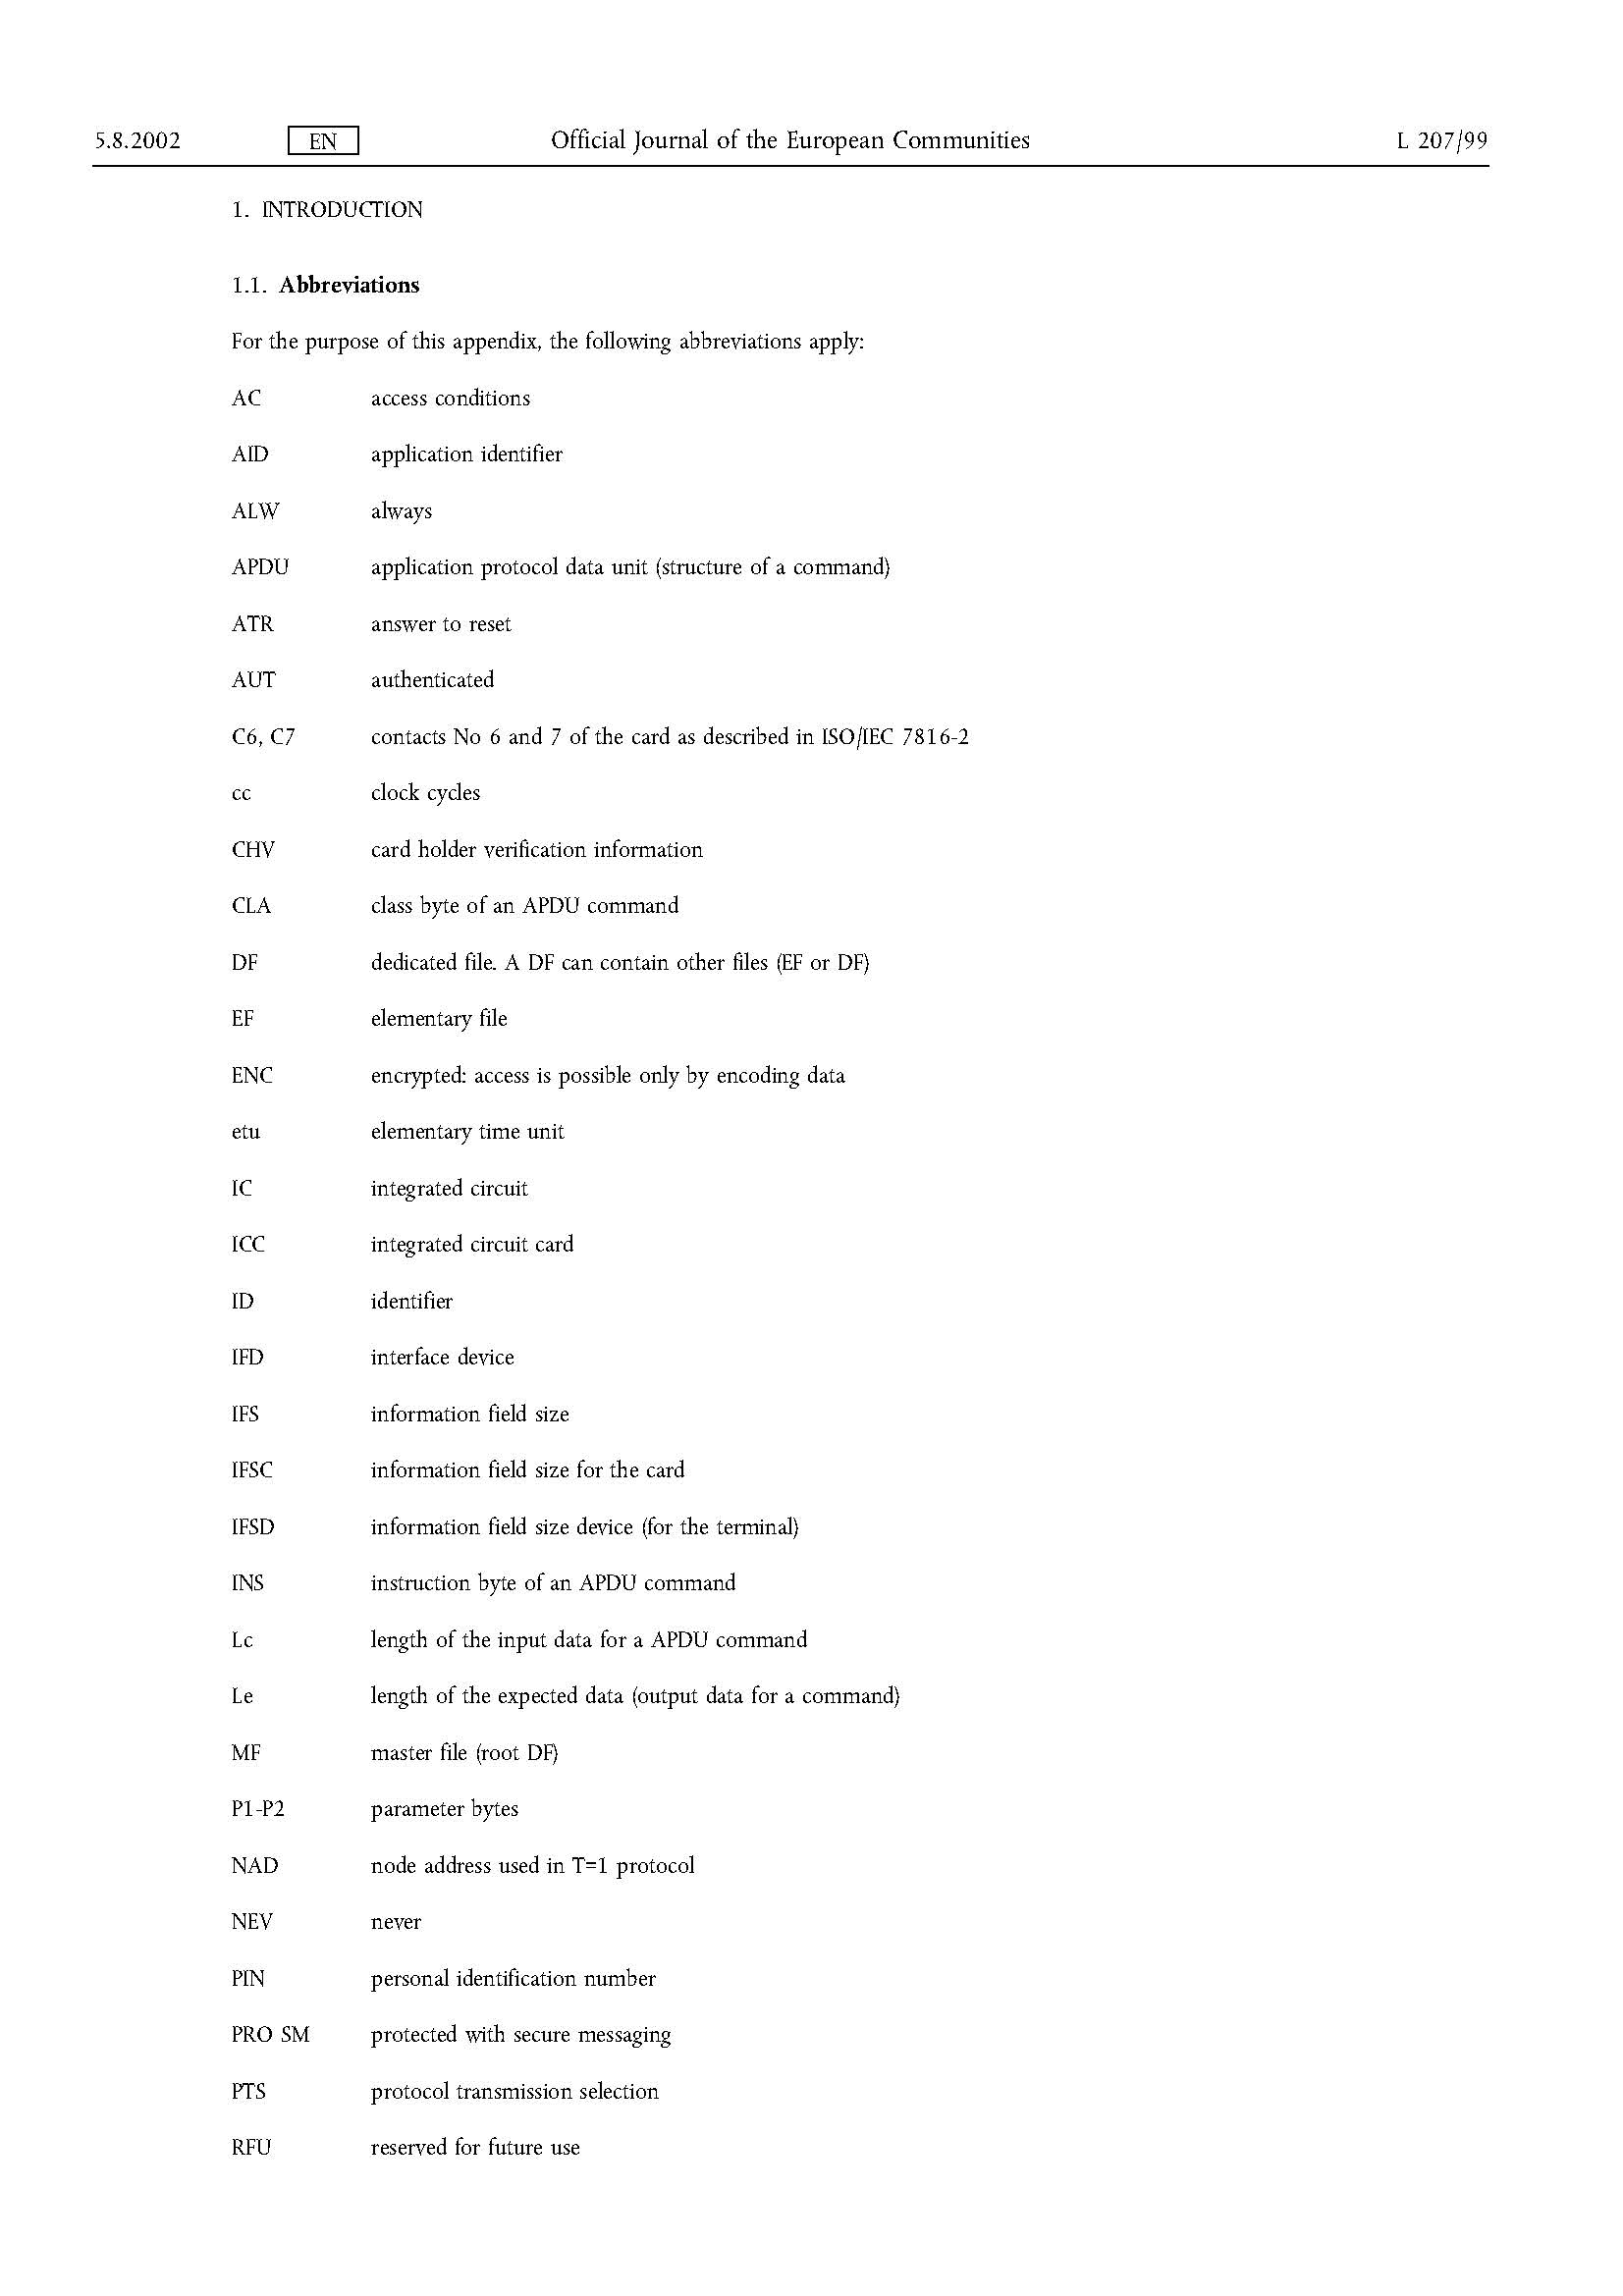 5.8.2002 EN Official Journal of the European Communities L 207/99
1. INTRODUCTION
1.1. Abbreviations
For the purpose of this appendix, the following abbreviations apply:
AC access conditions
AID application identifier
ALW always
APDU application protocol data unit (structure of a command)
ATR answer to reset
AUT authenticated
C6, C7 contacts No 6 and 7 of the card as described in ISO/IEC 7816-2
cc clock cycles
CHV card holder verification information
CLA class byte of an APDU command
DF dedicated file. A DF can contain other files (EF or DF)
EF elementary file
ENC encrypted: access is possible only by encoding data
etu elementary time unit
IC integrated circuit
ICC integrated circuit card
ID identifier
IFD interface device
IFS information field size
IFSC information field size for the card
IFSD information field size device (for the terminal)
INS instruction byte of an APDU command
Lc length of the input data for a APDU command
Le length of the expected data (output data for a command)
MF master file (root DF)
P1-P2 parameter bytes
NAD node address used in T=1 protocol
NEV never
PIN personal identification number
PRO SM protected with secure messaging
PTS protocol transmission selection
RFU reserved for future use